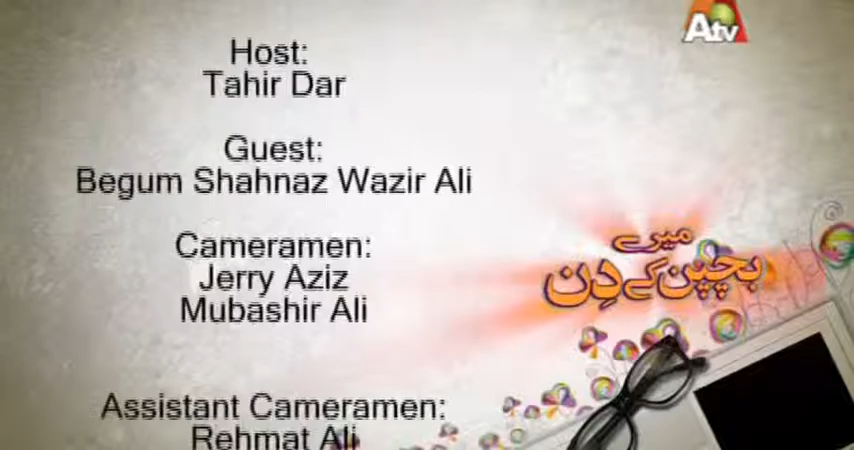 Atv
Host:
Tahir Dar
Guest:
Begum Shahnaz Wazir Ali
Cameramen:
Jerry Aziz
Mubashir Ali
میرے
بچپن کے دِن
Assistant Cameramen:
Rehmat Ali